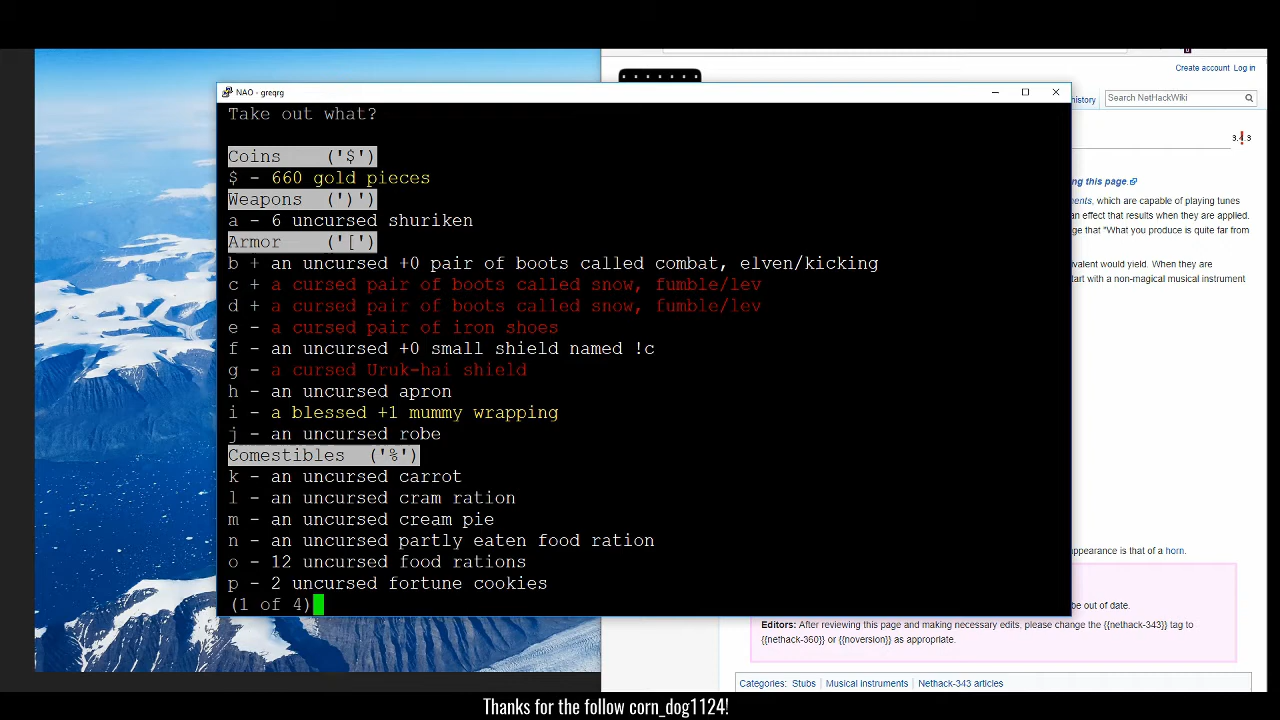 Create account Log in
NAO - greqrg
history
Search NetHackWiki
Take out what?
Coins ('$')
$ - 660 gold pieces
Weapons (')')
a - 6 uncursed shuriken
Armor ('[')
b + an uncursed +0 pair of boots called combat, elven/kicking
c + a cursed pair of boots called snow, fumble/lev
d + a cursed pair of boots called snow, fumble/lev
e - a cursed pair of iron shoes
f - an uncursed +0 small shield named !c
g - a cursed Uruk-hai shield
h - an uncursed apron
i - a blessed +1 mummy wrapping
j - an uncursed robe
Comestibles ('%')
k - an uncursed carrot
l - an uncursed cram ration
m - an uncursed cream pie
n - an uncursed partly eaten food ration
o - 12 uncursed food rations
p - 2 uncursed fortune cookies
(1 of 4)
ng this page.
ments, which are capable of playing tunes
an effect that results when they are applied.
ge that "What you produce is quite far from
ivalent would yield. When they are
tart with a non-magical musical instrument
appearance is that of a horn.
be out of date.
Editors: After reviewing this page and making necessary edits, please change the {{nethack-343}} tag to
{{nethack-360}} or {{noversion}} as appropriate.
Categories: Stubs Musical instruments Nethack-343 articles
Thanks for the follow corn_dog1124!